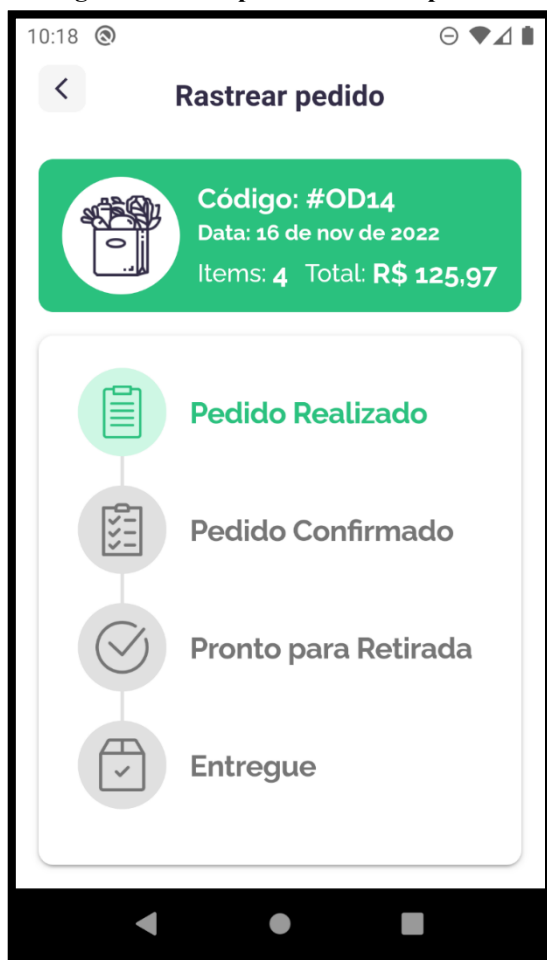 10:18
Rastrear pedido
Código: #OD14
Data: 16 de nov de 2022
Items: 4 Total: R$ 125,97
Pedido Realizado
Pedido Confirmado
Pronto para Retirada
Entregue